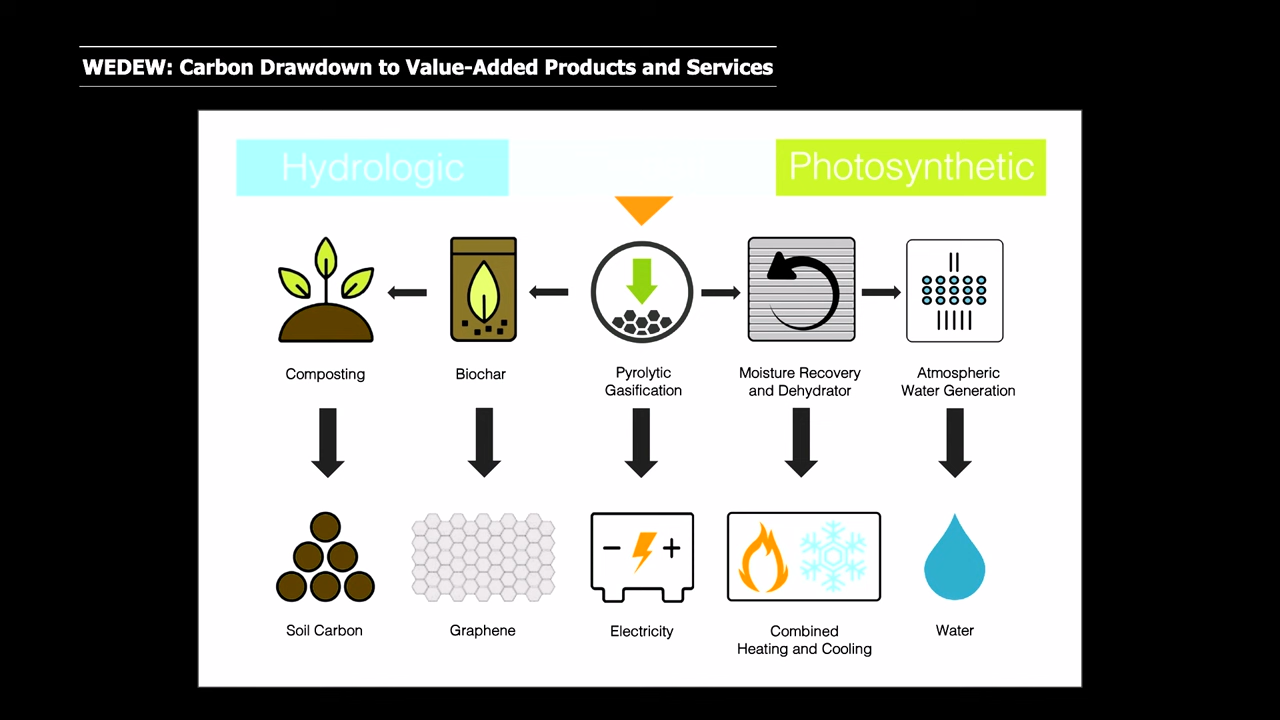 WEDEW: Carbon Drawdown to Value-Added Products and Services
Hydrologic
Photosynthetic
Composting
Biochar
Pyrolytic
Gasification
Moisture Recovery
and Dehydrator
Atmospheric
Water Generation
Soil Carbon
Graphene
Electricity
Combined
Heating and Cooling
Water